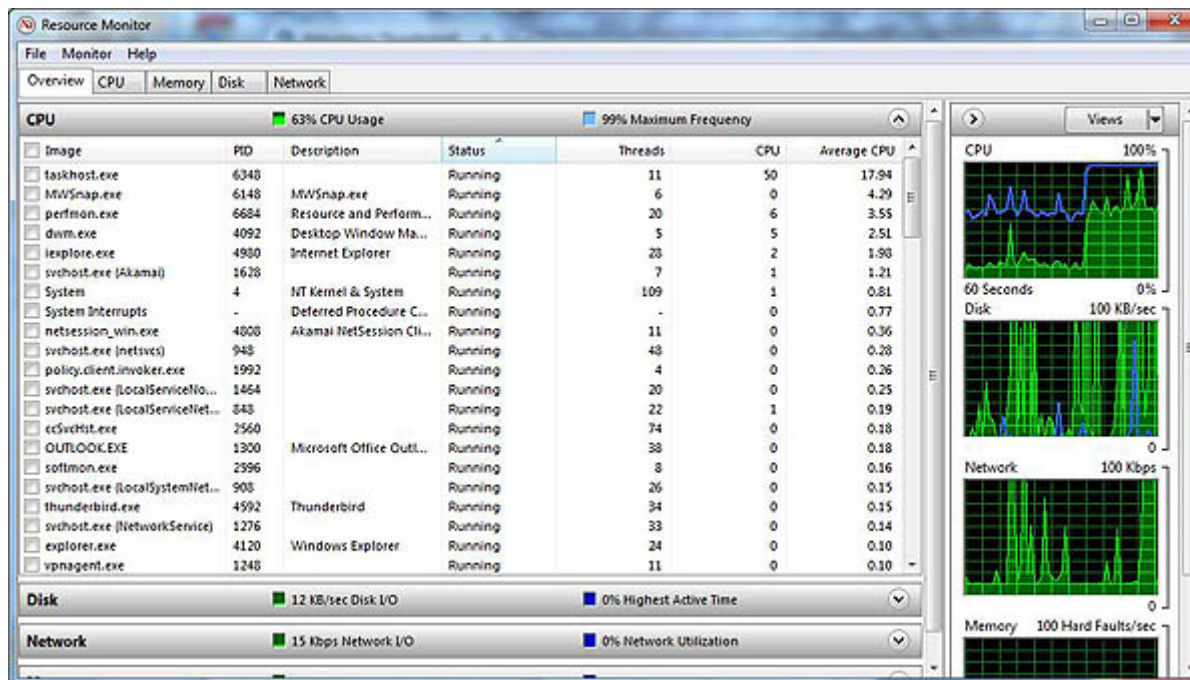 Resource Monitor
File Monitor Help
Overview CPU Memory Disk Network
CPU 63% CPU Usage 99% Maximum Frequency
Image PID Description Status Threads CPU Average CPU
taskhost.exe 6348 Running 11 50 17.94
MWSnap.exe 6148 MWSnap.exe Running 6 0 4.29
perfmon.exe 6684 Resource and Perform... Running 20 6 3.55
dwm.exe 4092 Desktop Window Ma... Running 5 5 2.51
iexplore.exe 4980 Internet Explorer Running 28 2 1.98
svchost.exe (Akamai) 1628 Running 7 1 1.21
System 4 NT Kernel & System Running 109 1 0.81
System Interrupts - Deferred Procedure C... Running - 0 0.77
netsession_win.exe 4808 Akamai NetSession Cli... Running 11 0 0.36
svchost.exe (netsvcs) 948 Running 48 0 0.28
policy.client.invoker.exe 1992 Running 4 0 0.26
svchost.exe (LocalServiceNo... 1464 Running 20 0 0.25
svchost.exe (LocalServiceNet... 848 Running 22 1 0.19
ccSvcHst.exe 2560 Running 74 0 0.18
OUTLOOK.EXE 1300 Microsoft Office Outl... Running 38 0 0.18
softmon.exe 2596 Running 8 0 0.16
svchost.exe (LocalSystemNet... 908 Running 26 0 0.15
thunderbird.exe 4592 Thunderbird Running 34 0 0.15
svchost.exe (NetworkService) 1276 Running 33 0 0.14
explorer.exe 4120 Windows Explorer Running 24 0 0.10
vpnagent.exe 1248 Running 11 0 0.10
Disk 12 KB/sec Disk I/O 0% Highest Active Time
Network 15 Kbps Network I/O 0% Network Utilization
Views
CPU 100%
60 Seconds 0%
Disk 100 KB/sec
0
Network 100 Kbps
0
Memory 100 Hard Faults/sec